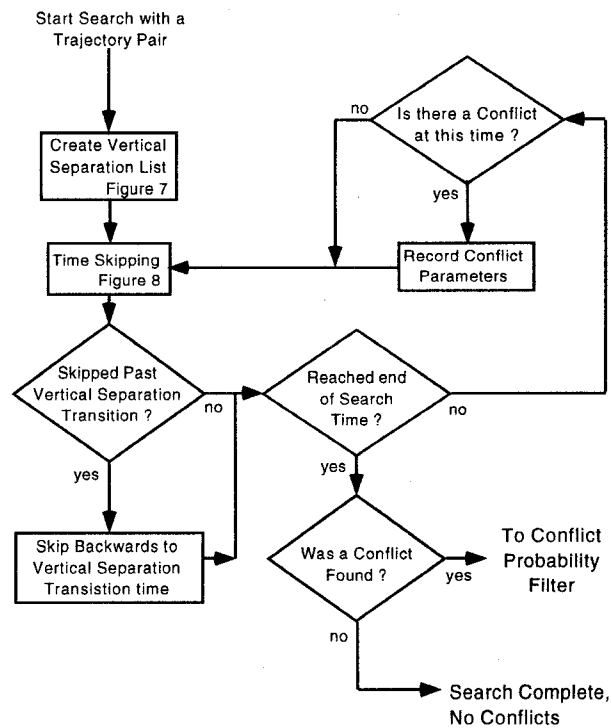 Start Search with a
Trajectory Pair
Create Vertical
Separation List
Figure 7
Time Skipping
Figure 8
Skipped Past
Vertical Separation
Transition ?
no
yes
Skip Backwards to
Vertical Separation
Transistion time
Is there a Conflict
at this time ?
no
yes
Record Conflict
Parameters
Reached end
of Search
Time ?
no
yes
Was a Conflict
Found ?
yes
no
To Conflict
Probability
Filter
Search Complete,
No Conflicts